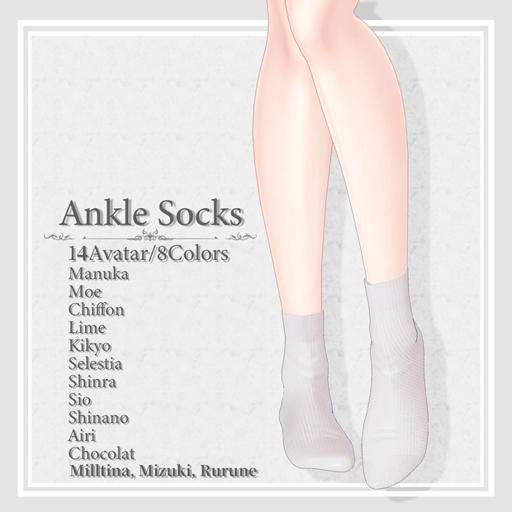 Ankle Socks
14Avatar/8Colors
Manuka
Moe
Chiffon
Lime
Kikyo
Selestia
Shinra
Sio
Shinano
Airi
Chocolat
Milltina, Mizuki, Rurune